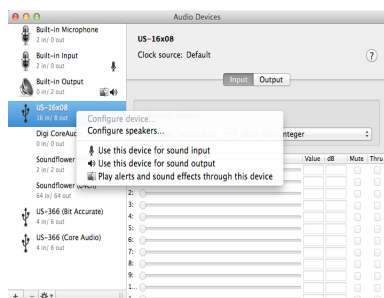 Audio Devices
Built-in Microphone
2 in/ 0 out
Built-in Input
2 in/ 0 out
Built-in Output
0 in/ 2 out
US-16x08
16 in/ 8 out
Digi CoreAud
0 in/ 0 out
Soundflower
2 in/ 2 out
Soundflower (64ch)
64 in/ 64 out
US-366 (Bit Accurate)
4 in/ 6 out
US-366 (Core Audio)
4 in/ 6 out
US-16x08
Clock source: Default
?
Input Output
Configure device...
Configure speakers...
Use this device for sound input
Use this device for sound output
Play alerts and sound effects through this device
nteger
Value dB Mute Thru
2:
3:
4:
5:
6:
7:
8:
9:
1...